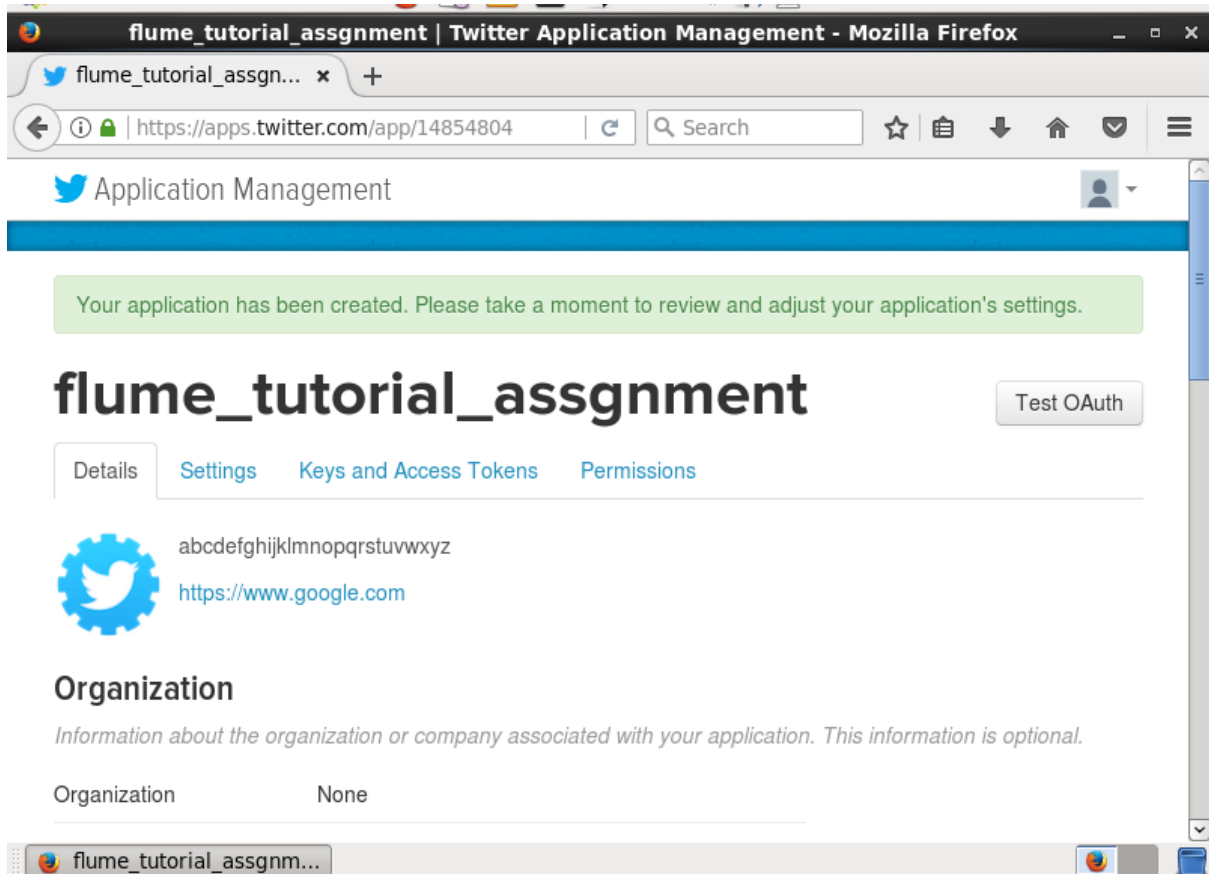 flume_tutorial_assgnment | Twitter Application Management - Mozilla Firefox
flume_tutorial_assgn...
https://apps.twitter.com/app/14854804
Search
Application Management
Your application has been created. Please take a moment to review and adjust your application's settings.
flume_tutorial_assgnment
Test OAuth
Details Settings Keys and Access Tokens Permissions
abcdefghijklmnopqrstuvwxyz
https://www.google.com
Organization
Information about the organization or company associated with your application. This information is optional.
Organization None
flume_tutorial_assgnm...